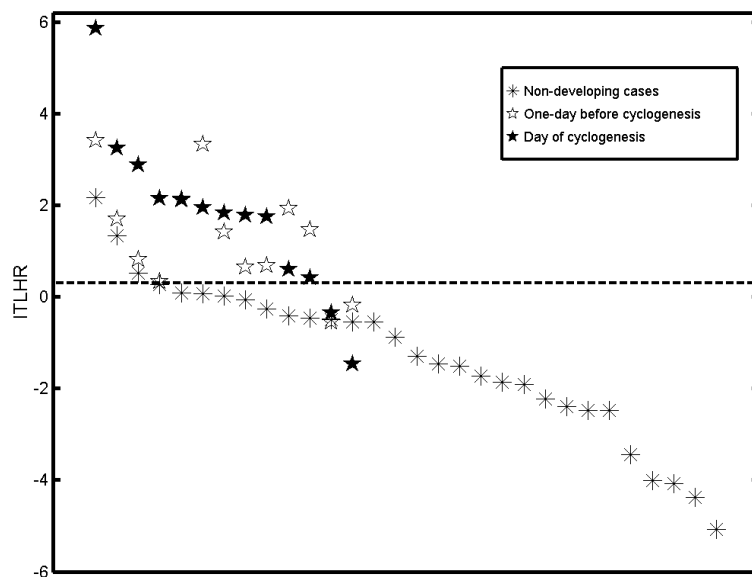 6
4
2
0
-2
-4
-6
ITLHR
Non-developing cases
One-day before cyclogenesis
Day of cyclogenesis